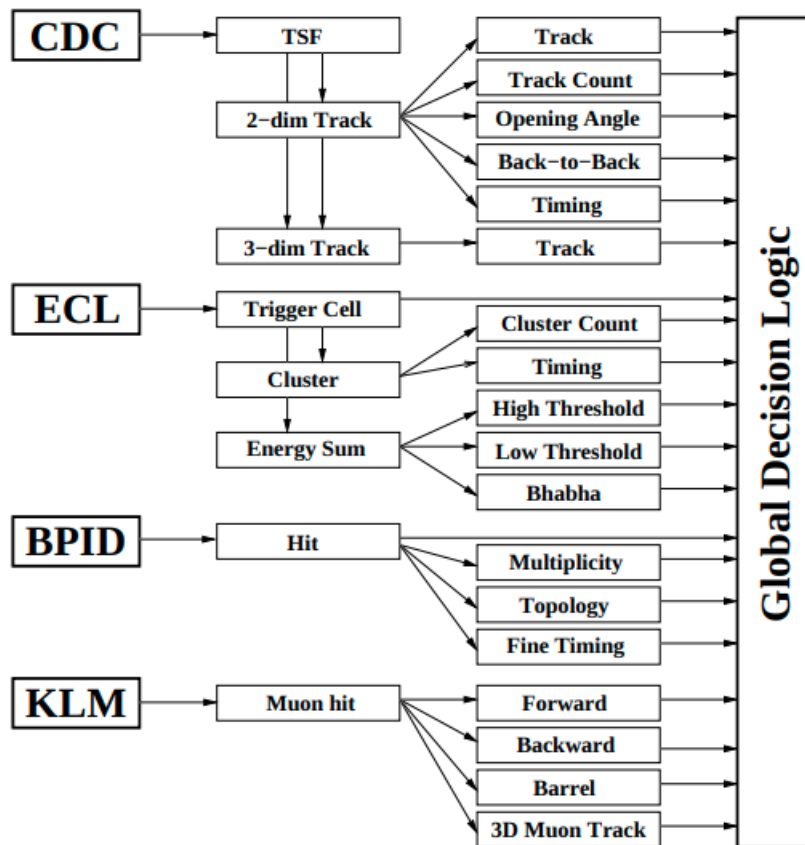 CDC
TSF
Track
Track Count
2−dim Track
Opening Angle
Back−to−Back
Timing
3−dim Track
Track
ECL
Trigger Cell
Cluster Count
Cluster
Timing
High Threshold
Energy Sum
Low Threshold
Bhabha
BPID
Hit
Multiplicity
Topology
Fine Timing
KLM
Muon hit
Forward
Backward
Barrel
3D Muon Track
Global Decision Logic